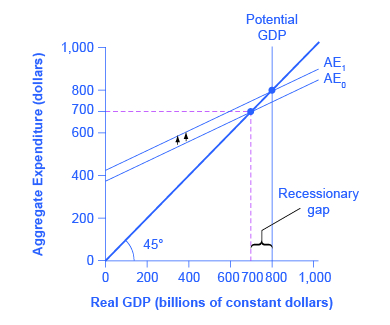 Potential
GDP
1,000
AE1
AE0
800
700
600
400
200
0
45°
Recessionary
gap
0 200 400 600 700 800 1,000
Aggregate Expenditure (dollars)
Real GDP (billions of constant dollars)